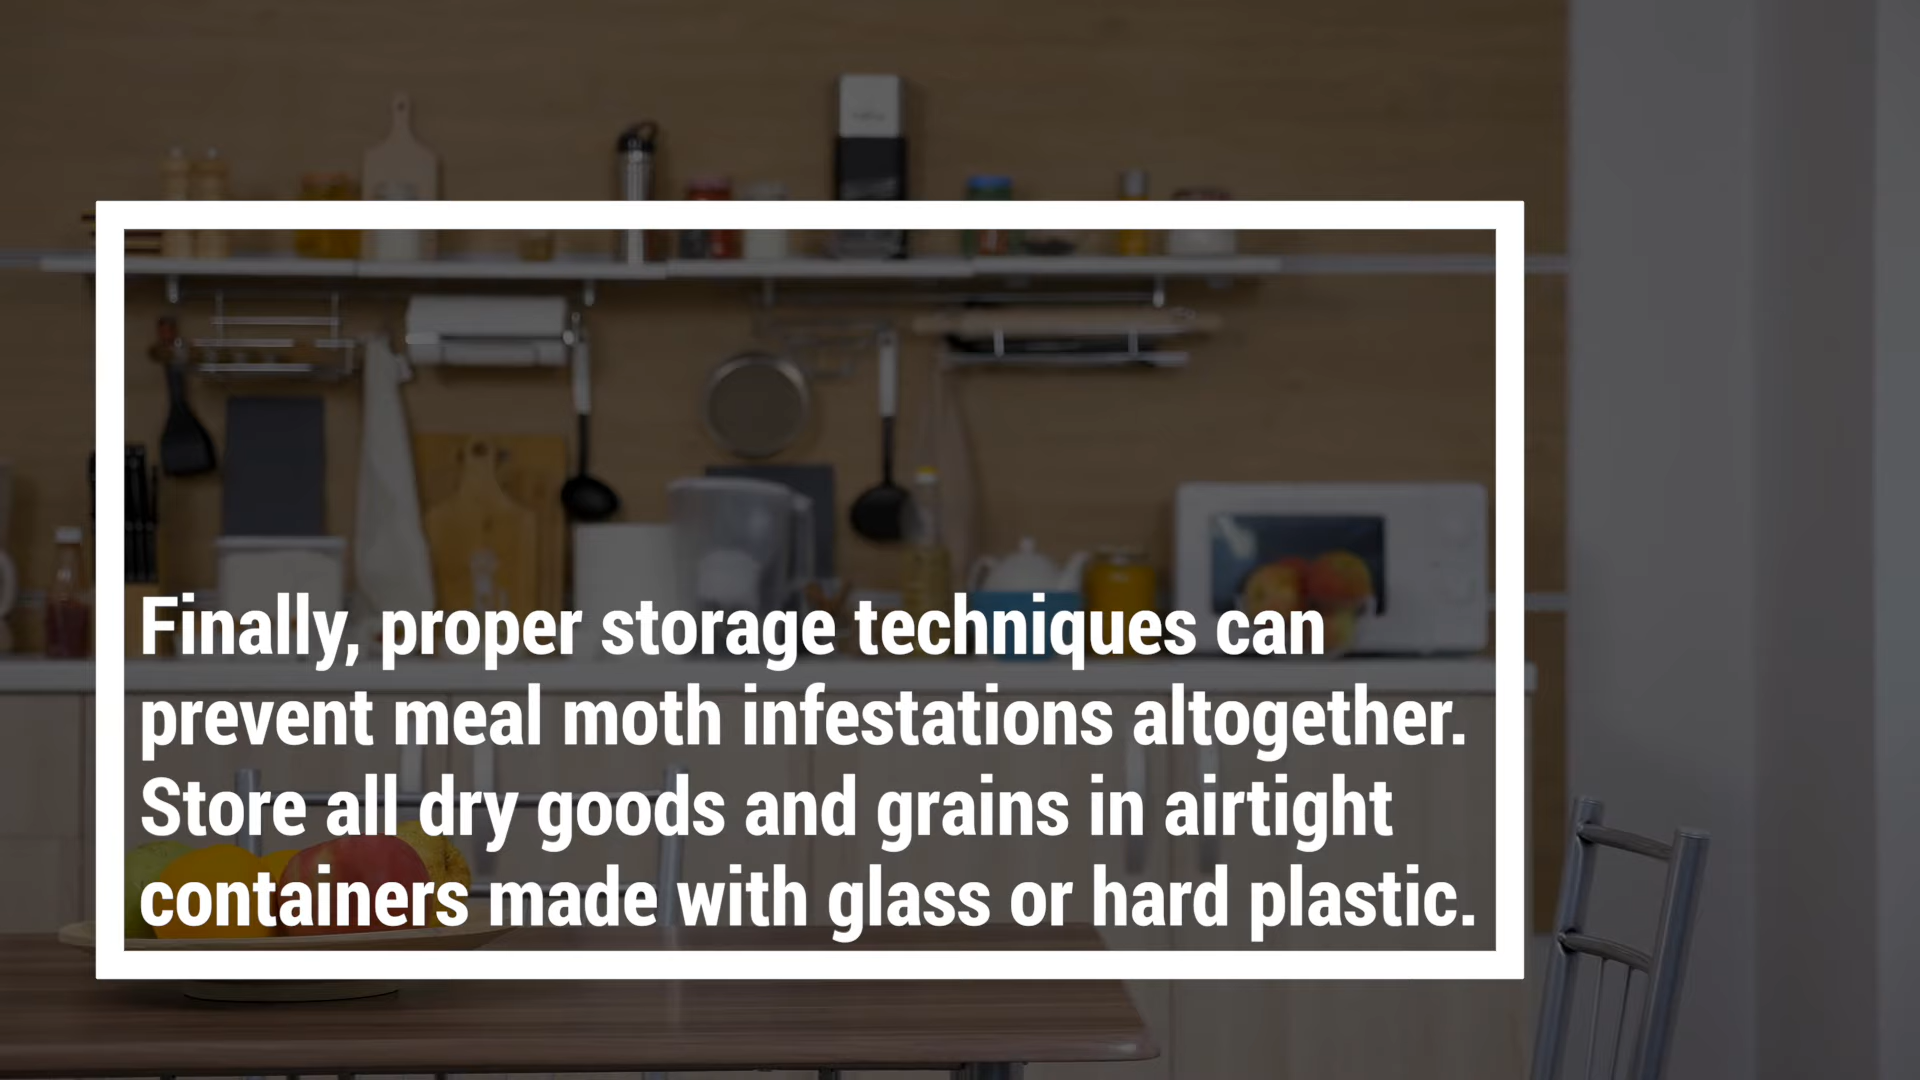 Finally, proper storage techniques can
prevent meal moth infestations altogether.
Store all dry goods and grains in airtight
containers made with glass or hard plastic.